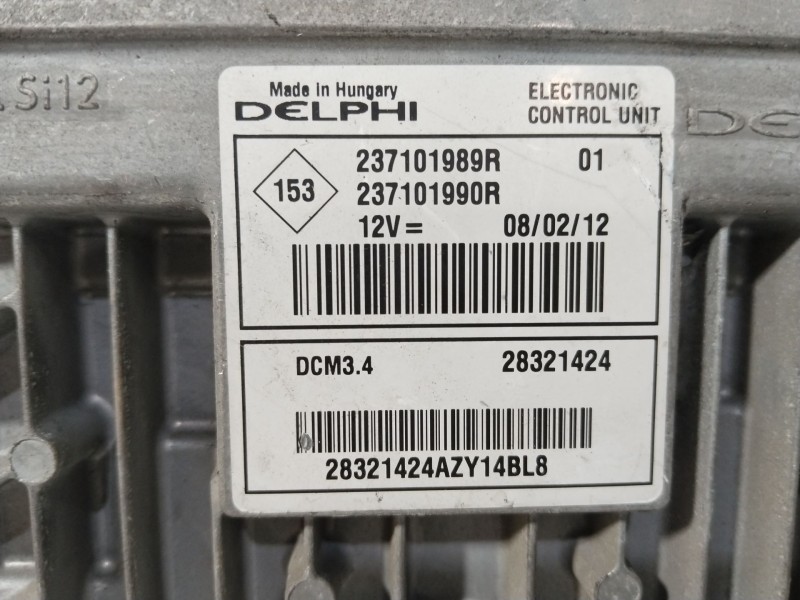 Si12
Made in Hungary
DELPHI
ELECTRONIC
CONTROL UNIT
153
237101989R 01
237101990R
12V = 08/02/12
DCM3.4 28321424
28321424AZY14BL8